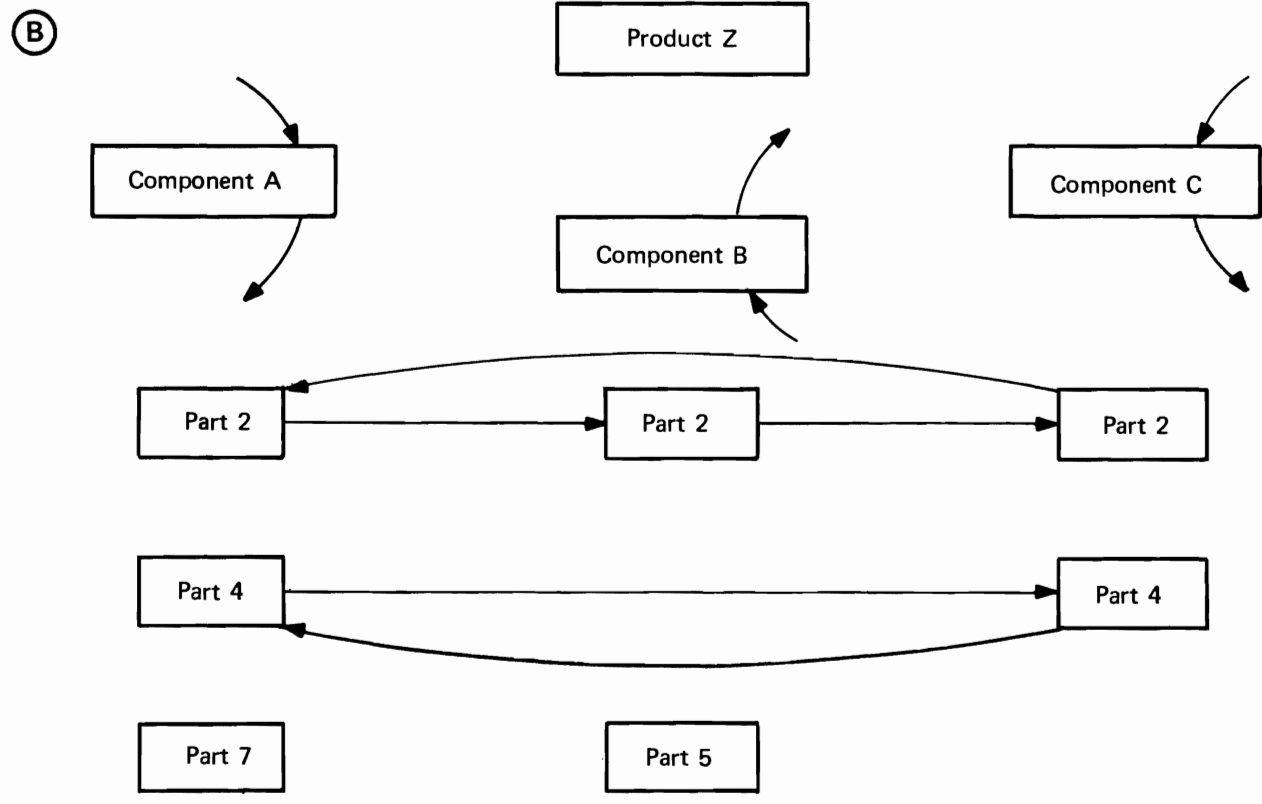 B
Product Z
Component A
Component C
Component B
Part 2
Part 2
Part 2
Part 4
Part 4
Part 7
Part 5